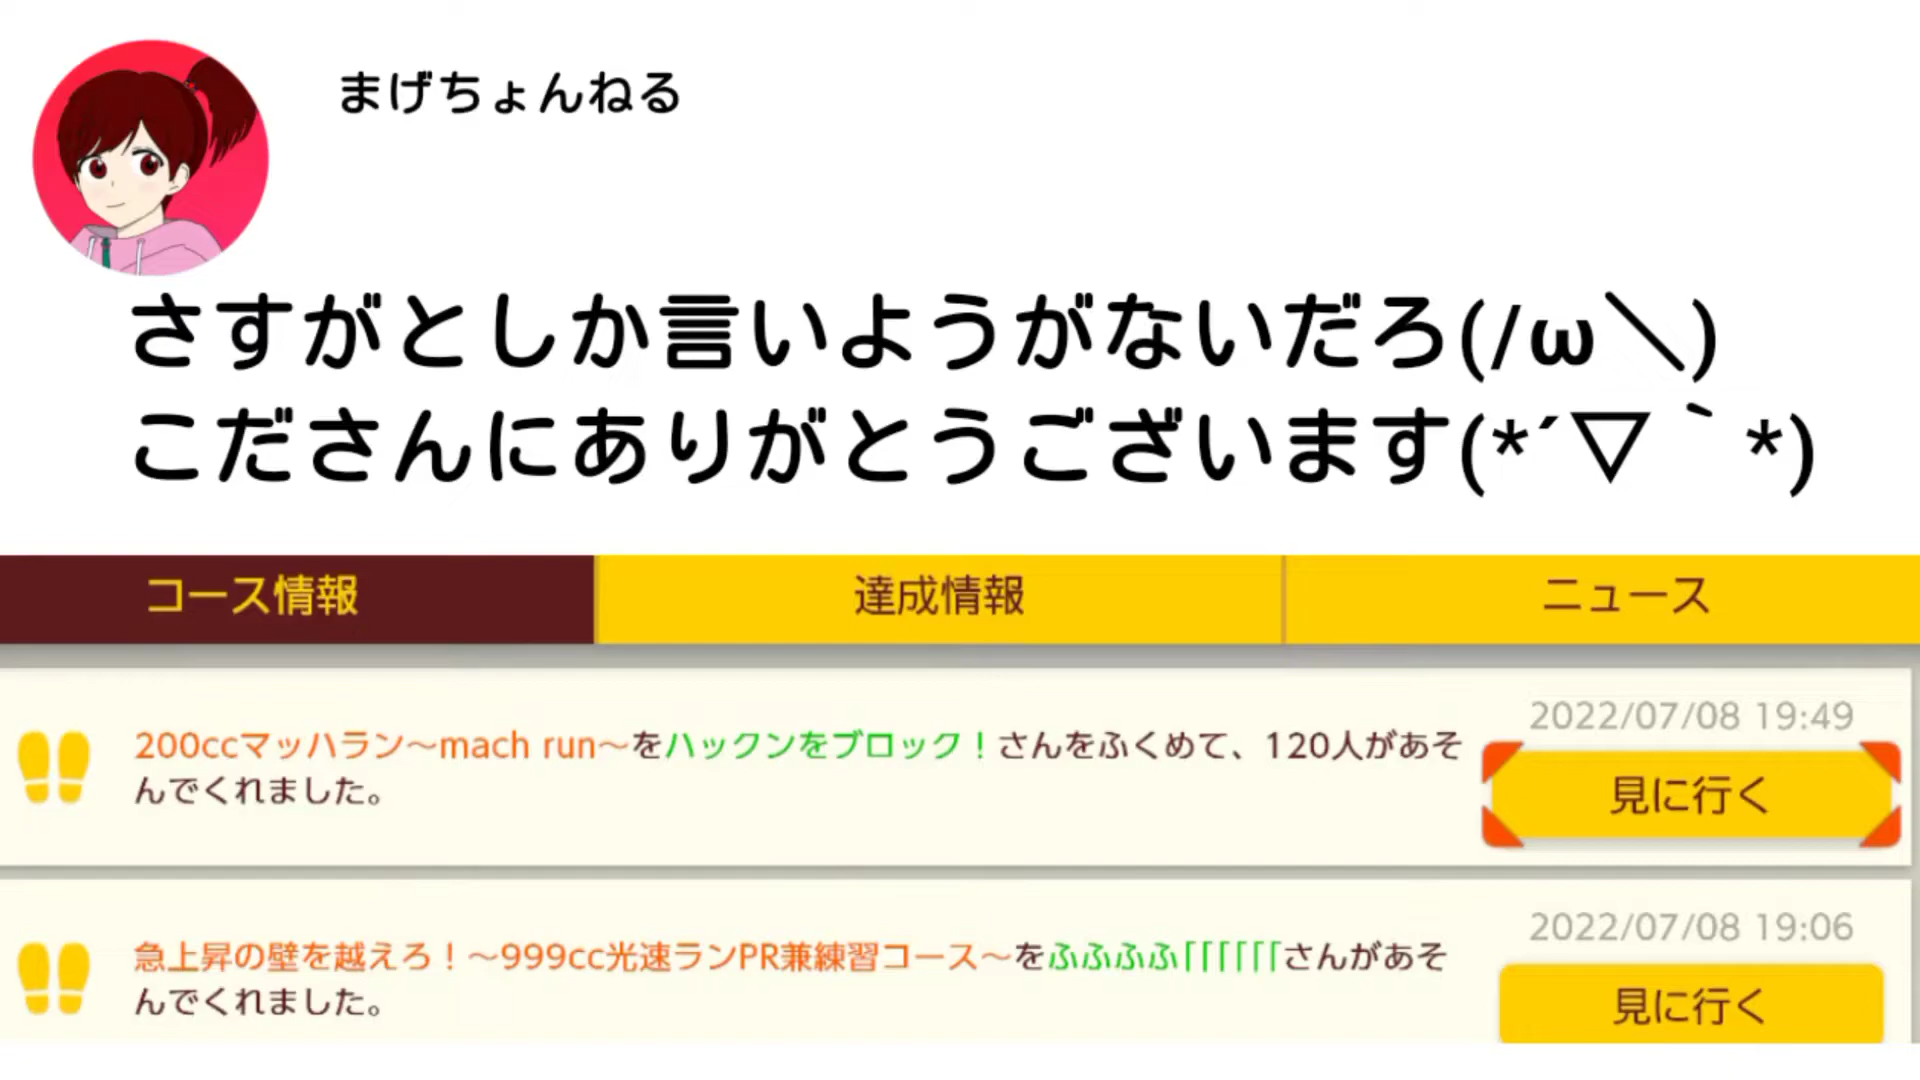 まげちょんねる
さすがとしか言いようがないだろ(/ω＼)
こださんにありがとうございます(*´▽｀*)
コース情報 達成情報 ニュース
2022/07/08 19:49
200ccマッハラン～mach run～をハックンをブロック！さんをふくめて、120人があそ
んでくれました。
見に行く
2022/07/08 19:06
急上昇の壁を越えろ！～999cc光速ランPR兼練習コース～をふふふふ「「「「「「さんがあそ
んでくれました。
見に行く